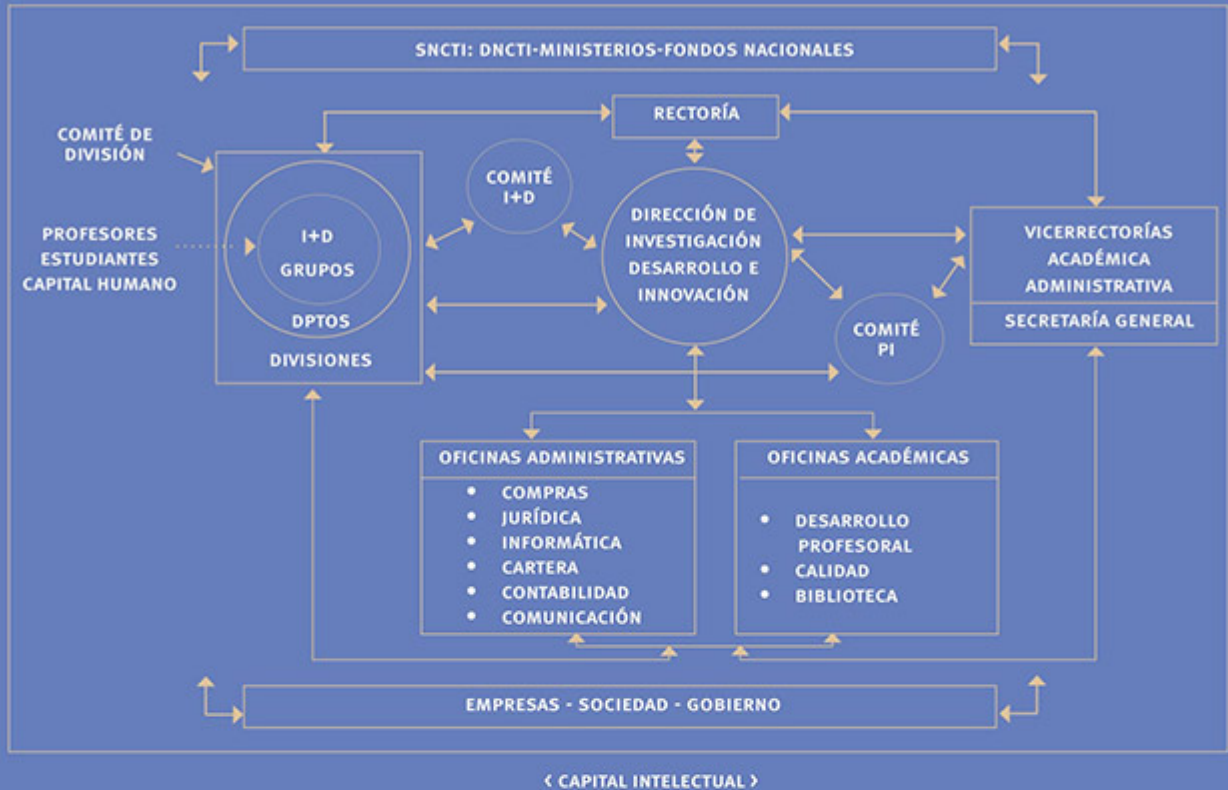 SNCTI: DNCTI-MINISTERIOS-FONDOS NACIONALES
RECTORÍA
COMITÉ DE
DIVISIÓN
PROFESORES
ESTUDIANTES
CAPITAL HUMANO
I+D
GRUPOS
DPTOS
DIVISIONES
COMITÉ
I+D
DIRECCIÓN DE
INVESTIGACIÓN
DESARROLLO E
INNOVACIÓN
COMITÉ
PI
VICERRECTORÍAS
ACADÉMICA
ADMINISTRATIVA
SECRETARÍA GENERAL
OFICINAS ADMINISTRATIVAS
• COMPRAS
• JURÍDICA
• INFORMÁTICA
• CARTERA
• CONTABILIDAD
• COMUNICACIÓN
OFICINAS ACADÉMICAS
• DESARROLLO
PROFESORAL
• CALIDAD
• BIBLIOTECA
EMPRESAS - SOCIEDAD - GOBIERNO
< CAPITAL INTELECTUAL >